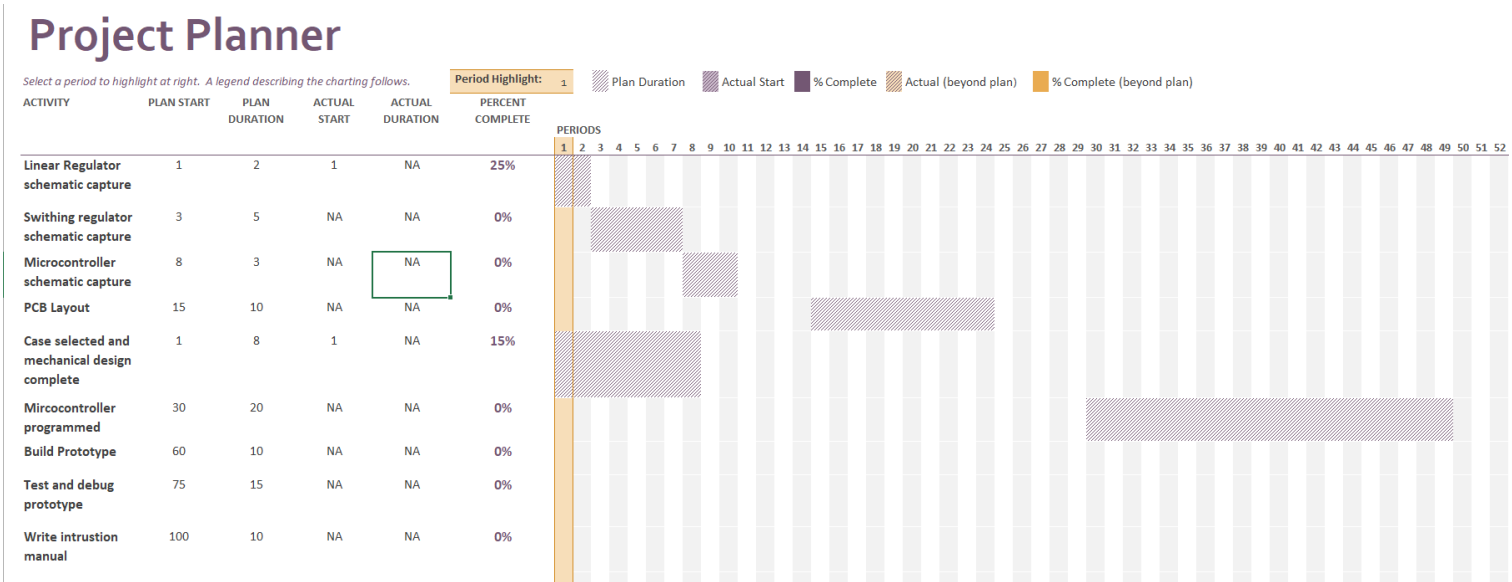 Project Planner
Select a period to highlight at right. A legend describing the charting follows.
Period Highlight: 1
Plan Duration
Actual Start
% Complete
Actual (beyond plan)
% Complete (beyond plan)
ACTIVITY PLAN START PLAN ACTUAL ACTUAL PERCENT
DURATION START DURATION COMPLETE
PERIODS
1 2 3 4 5 6 7 8 9 10 11 12 13 14 15 16 17 18 19 20 21 22 23 24 25 26 27 28 29 30 31 32 33 34 35 36 37 38 39 40 41 42 43 44 45 46 47 48 49 50 51 52
Linear Regulator 1 2 1 NA 25%
schematic capture
Swithing regulator 3 5 NA NA 0%
schematic capture
Microcontroller 8 3 NA NA 0%
schematic capture
PCB Layout 15 10 NA NA 0%
Case selected and 1 8 1 NA 15%
mechanical design
complete
Mircocontroller 30 20 NA NA 0%
programmed
Build Prototype 60 10 NA NA 0%
Test and debug 75 15 NA NA 0%
prototype
Write intrustion 100 10 NA NA 0%
manual